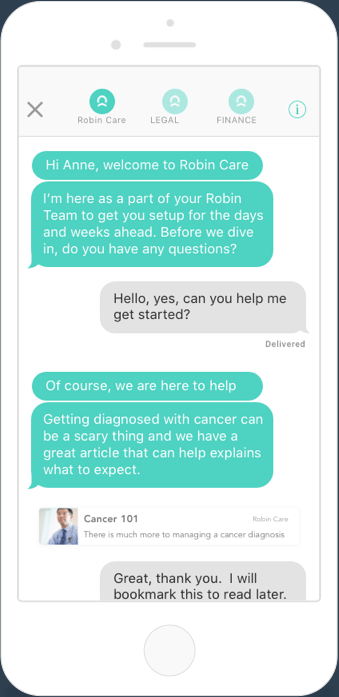 Robin Care LEGAL FINANCE
Hi Anne, welcome to Robin Care
I'm here as a part of your Robin
Team to get you setup for the days
and weeks ahead. Before we dive
in, do you have any questions?
Hello, yes, can you help me
get started?
Delivered
Of course, we are here to help
Getting diagnosed with cancer can
be a scary thing and we have a
great article that can help explains
what to expect.
Cancer 101 Robin Care
There is much more to managing a cancer diagnosis
Great, thank you. I will
bookmark this to read later.